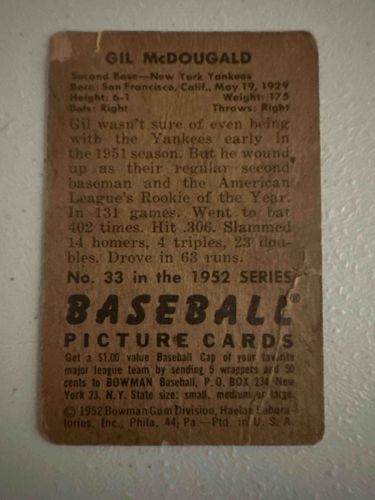 GIL McDOUGALD
Second Base—New York Yankees
Born: San Francisco, Calif., May 19, 1929
Height: 6-1 Weight: 175
Bats: Right Throws: Right
Gil wasn't sure of even being
with the Yankees early in
the 1951 season. But he wound
up as their regular second
baseman and the American
League's Rookie of the Year.
In 131 games. Went to bat
402 times. Hit .306. Slammed
14 homers, 4 triples, 23 dou-
bles. Drove in 63 runs.
No. 33 in the 1952 SERIES
BASEBALL®
PICTURE CARDS
Get a $1.00 value Baseball Cap of your favorite
major league team by sending 5 wrappers and 50
cents to BOWMAN Baseball, P. O. BOX 234 New
York 23, N. Y. State size: small, medium or large.
©1952 Bowman Gum Division, Haelan Labora-
tories, Inc., Phila. 44, Pa.—Ptd. in U. S. A.